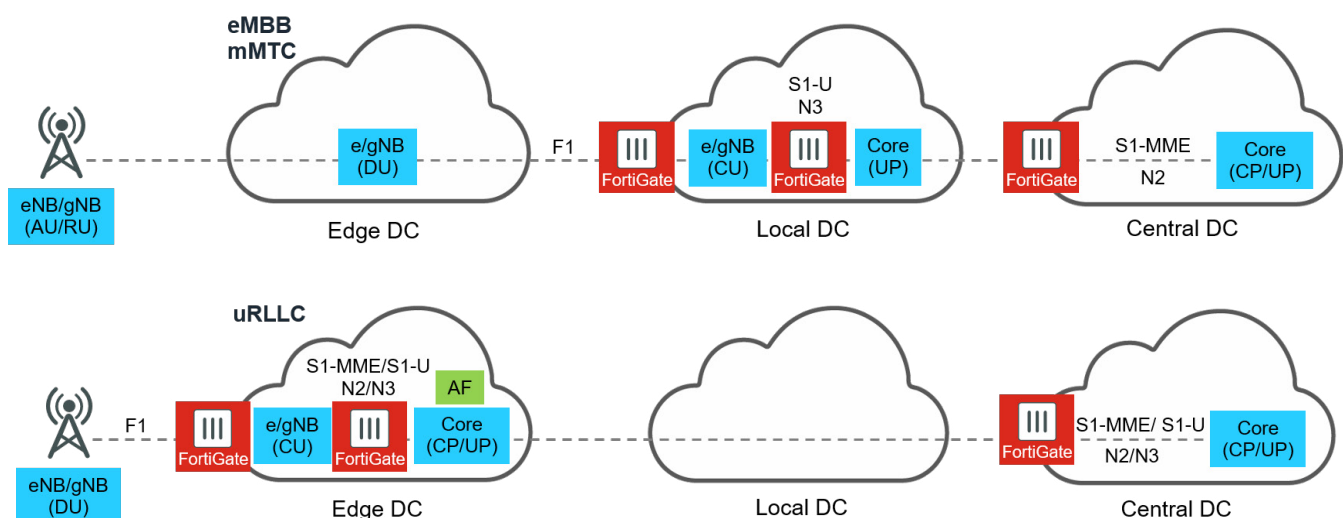 eMBB
mMTC
eNB/gNB
(AU/RU)
e/gNB
(DU)
Edge DC
F1
FortiGate
e/gNB
(CU)
S1-U
N3
FortiGate
Core
(UP)
Local DC
FortiGate
S1-MME
N2
Core
(CP/UP)
Central DC
uRLLC
eNB/gNB
(DU)
F1
FortiGate
e/gNB
(CU)
S1-MME/S1-U
N2/N3
FortiGate
AF
Core
(CP/UP)
Edge DC
Local DC
FortiGate
S1-MME/ S1-U
N2/N3
Core
(CP/UP)
Central DC